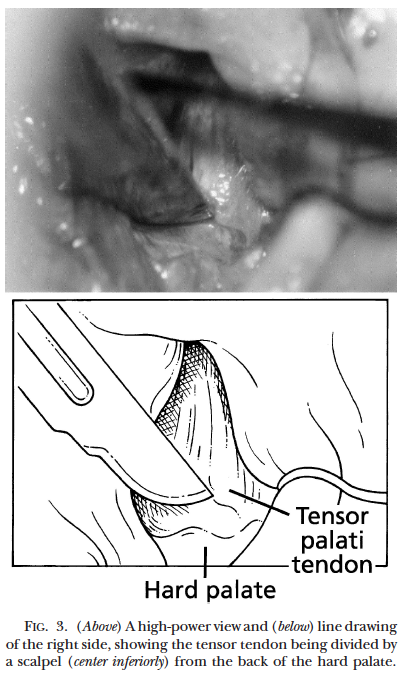 Tensor
palati
tendon
Hard palate
FIG. 3. (Above) A high-power view and (below) line drawing
of the right side, showing the tensor tendon being divided by
a scalpel (center inferiorly) from the back of the hard palate.